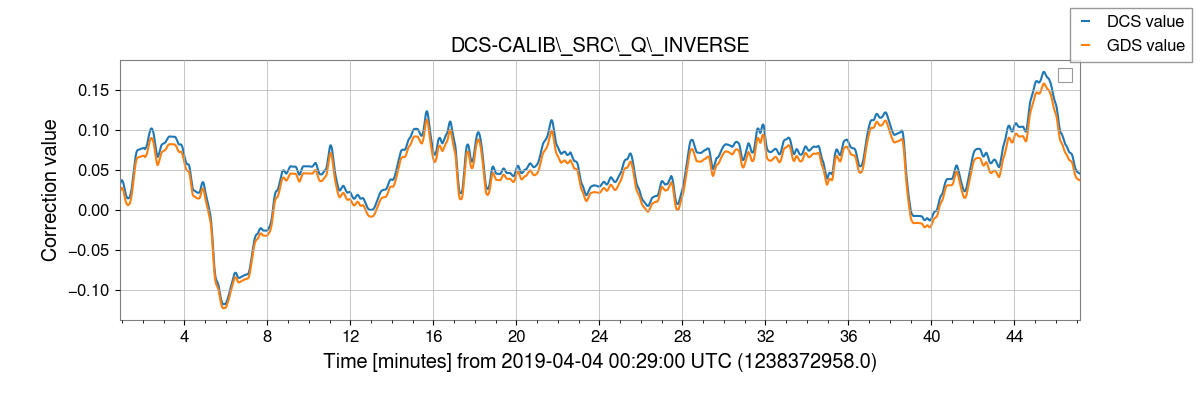 DCS value
GDS value
DCS-CALIB\_SRC\_Q\_INVERSE
Correction value
0.15
0.10
0.05
0.00
−0.05
−0.10
4 8 12 16 20 24 28 32 36 40 44
Time [minutes] from 2019-04-04 00:29:00 UTC (1238372958.0)